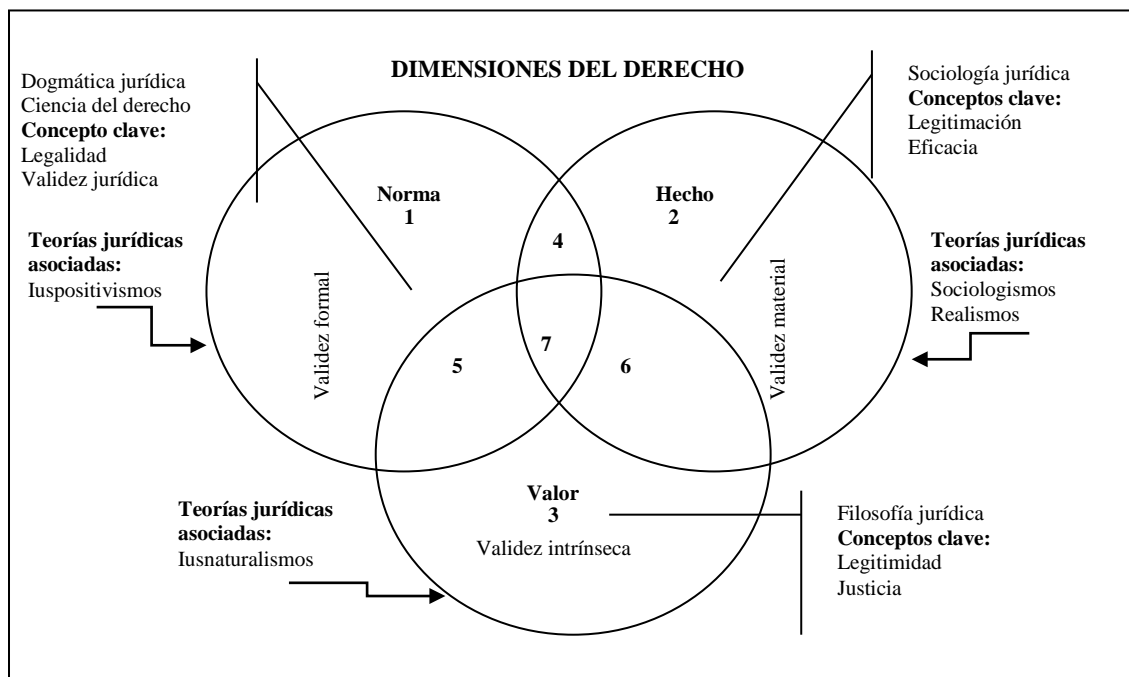 DIMENSIONES DEL DERECHO
Dogmática jurídica
Ciencia del derecho
Concepto clave:
Legalidad
Validez jurídica
Sociología jurídica
Conceptos clave:
Legitimación
Eficacia
Norma
1
Hecho
2
4
Teorías jurídicas
asociadas:
Iuspositivismos
Teorías jurídicas
asociadas:
Sociologismos
Realismos
Validez formal
Validez material
5
7
6
Valor
3
Validez intrínseca
Teorías jurídicas
asociadas:
Iusnaturalismos
Filosofía jurídica
Conceptos clave:
Legitimidad
Justicia